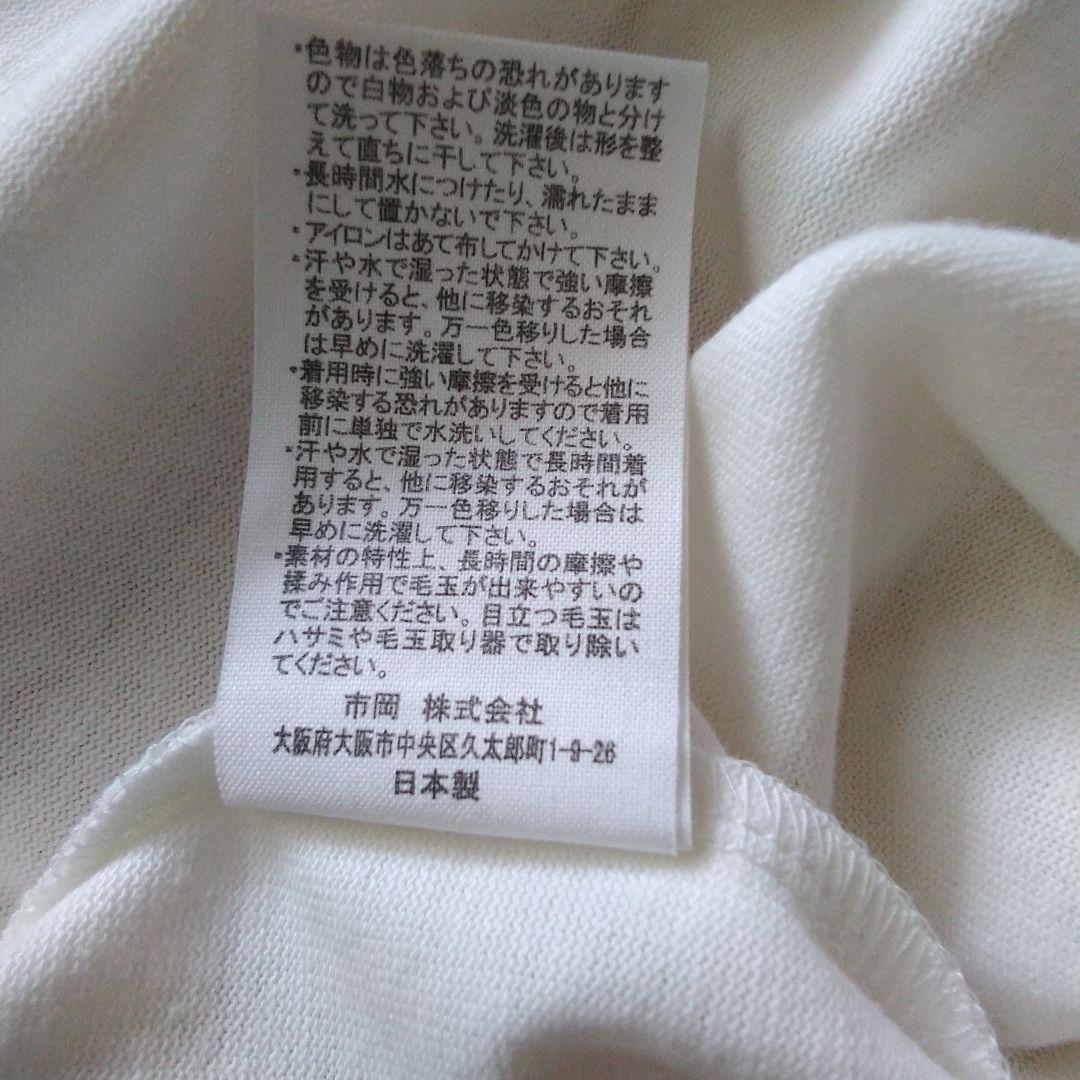 ・色物は色落ちの恐れがあります
ので白物および淡色の物と分け
て洗って下さい。洗濯後は形を整
えて直ちに干して下さい。
・長時間水につけたり、濡れたまま
にして置かないで下さい。
・アイロンはあて布してかけて下さい。
・汗や水で湿った状態で強い摩擦
を受けると、他に移染するおそれ
があります。万一色移りした場合
は早めに洗濯して下さい。
・着用時に強い摩擦を受けると他に
移染する恐れがありますので着用
前に単独で水洗いしてください。
・汗や水で湿った状態で長時間着
用すると、他に移染するおそれが
あります。万一色移りした場合は
早めに洗濯して下さい。
・素材の特性上、長時間の摩擦や
揉み作用で毛玉が出来やすいの
でご注意ください。目立つ毛玉は
ハサミや毛玉取り器で取り除い
てください。
市岡 株式会社
大阪府大阪市中央区久太郎町1-9-26
日本製